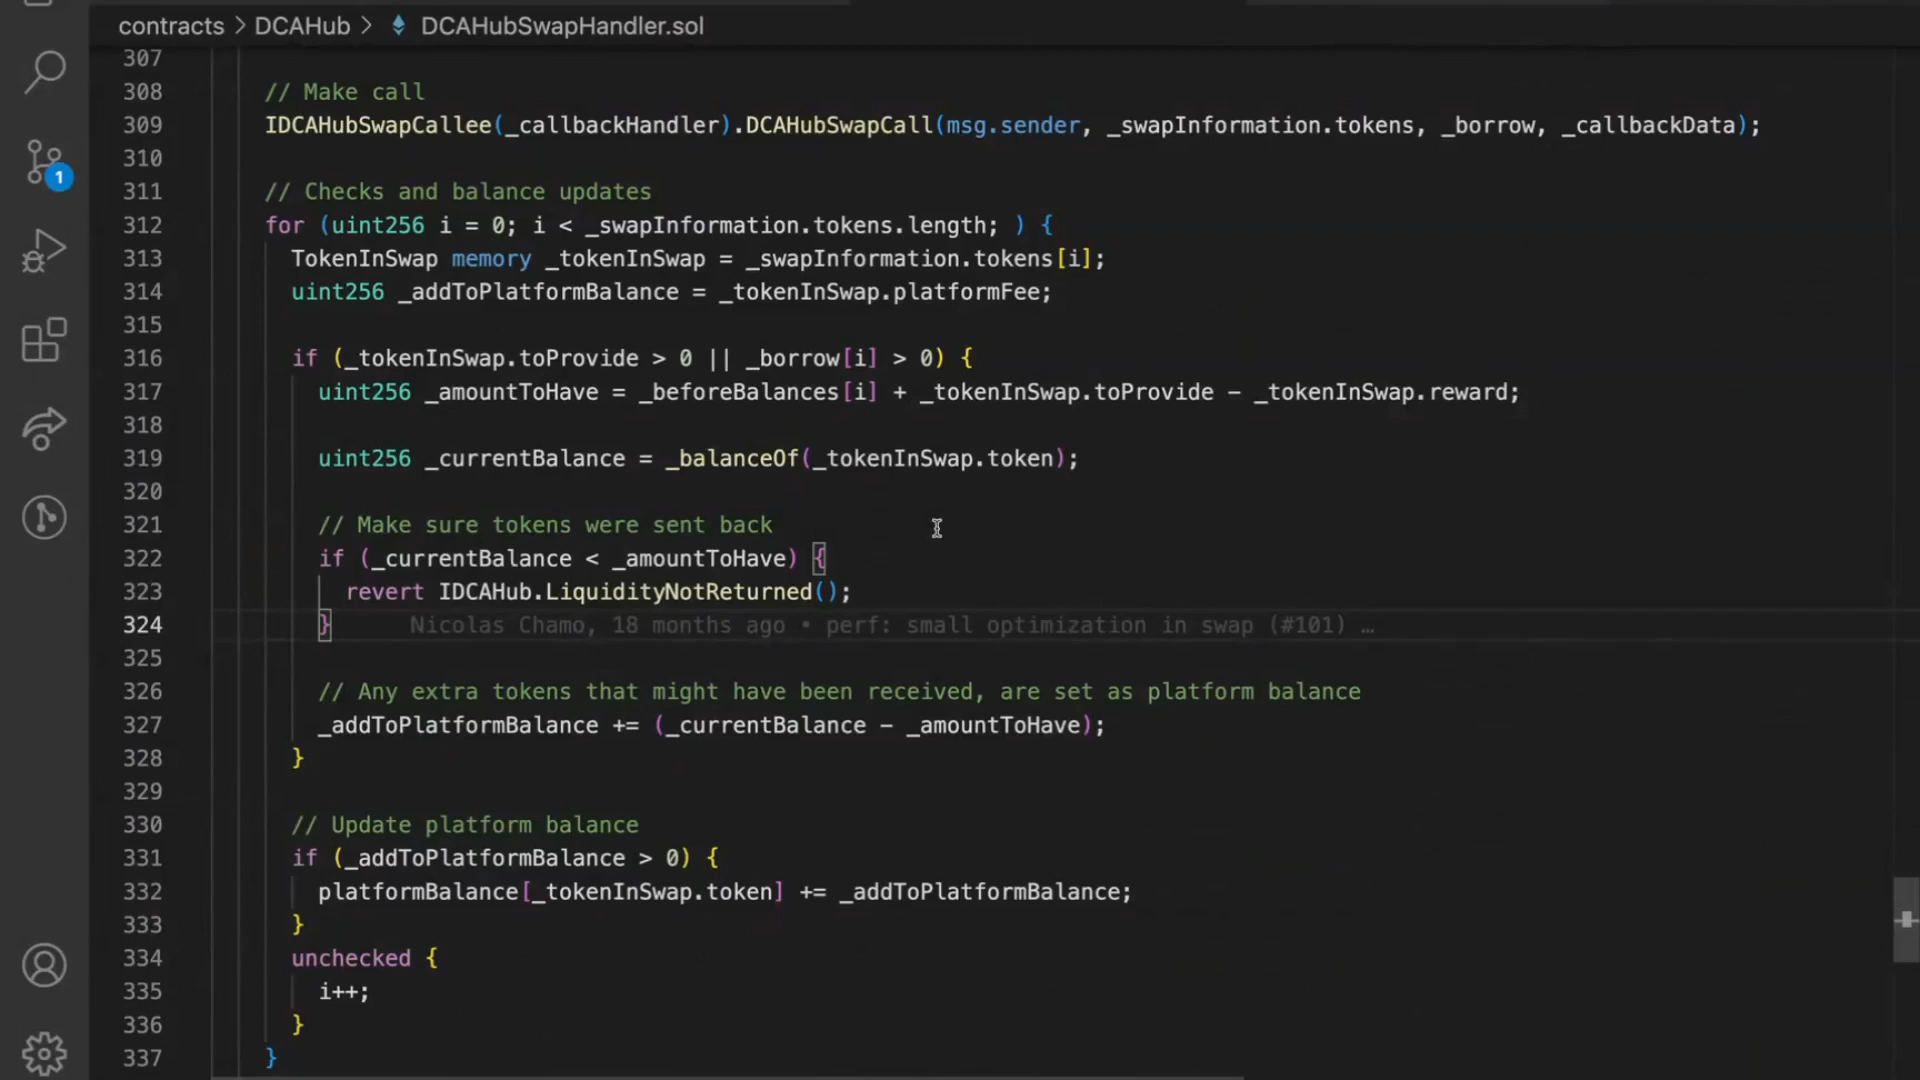 contracts > DCAHub > DCAHubSwapHandler.sol
307
308 // Make call
309 IDCAHubSwapCallee(_callbackHandler).DCAHubSwapCall(msg.sender, _swapInformation.tokens, _borrow, _callbackData);
310
311 // Checks and balance updates
312 for (uint256 i = 0; i < _swapInformation.tokens.length; ) {
313 TokenInSwap memory _tokenInSwap = _swapInformation.tokens[i];
314 uint256 _addToPlatformBalance = _tokenInSwap.platformFee;
315
316 if (_tokenInSwap.toProvide > 0 || _borrow[i] > 0) {
317 uint256 _amountToHave = _beforeBalances[i] + _tokenInSwap.toProvide - _tokenInSwap.reward;
318
319 uint256 _currentBalance = _balanceOf(_tokenInSwap.token);
320
321 // Make sure tokens were sent back
322 if (_currentBalance < _amountToHave) {
323 revert IDCAHub.LiquidityNotReturned();
324 } Nicolas Chamo, 18 months ago • perf: small optimization in swap (#101) …
325
326 // Any extra tokens that might have been received, are set as platform balance
327 _addToPlatformBalance += (_currentBalance - _amountToHave);
328 }
329
330 // Update platform balance
331 if (_addToPlatformBalance > 0) {
332 platformBalance[_tokenInSwap.token] += _addToPlatformBalance;
333 }
334 unchecked {
335 i++;
336 }
337 }
1